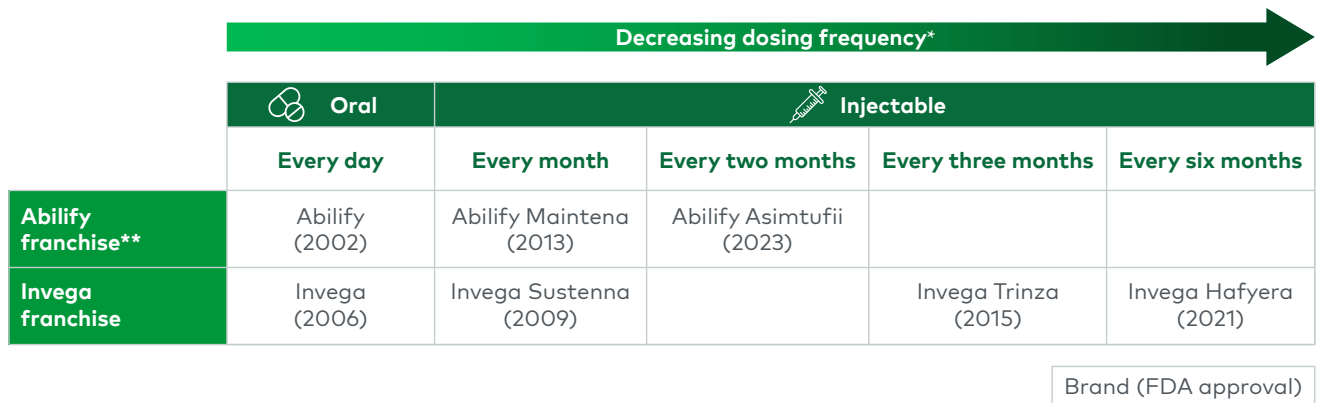 Decreasing dosing frequency*
Oral
Injectable
Every day
Every month
Every two months
Every three months
Every six months
Abilify
franchise**
Abilify
(2002)
Abilify Maintena
(2013)
Abilify Asimtufii
(2023)
Invega
franchise
Invega
(2006)
Invega Sustenna
(2009)
Invega Trinza
(2015)
Invega Hafyera
(2021)
Brand (FDA approval)